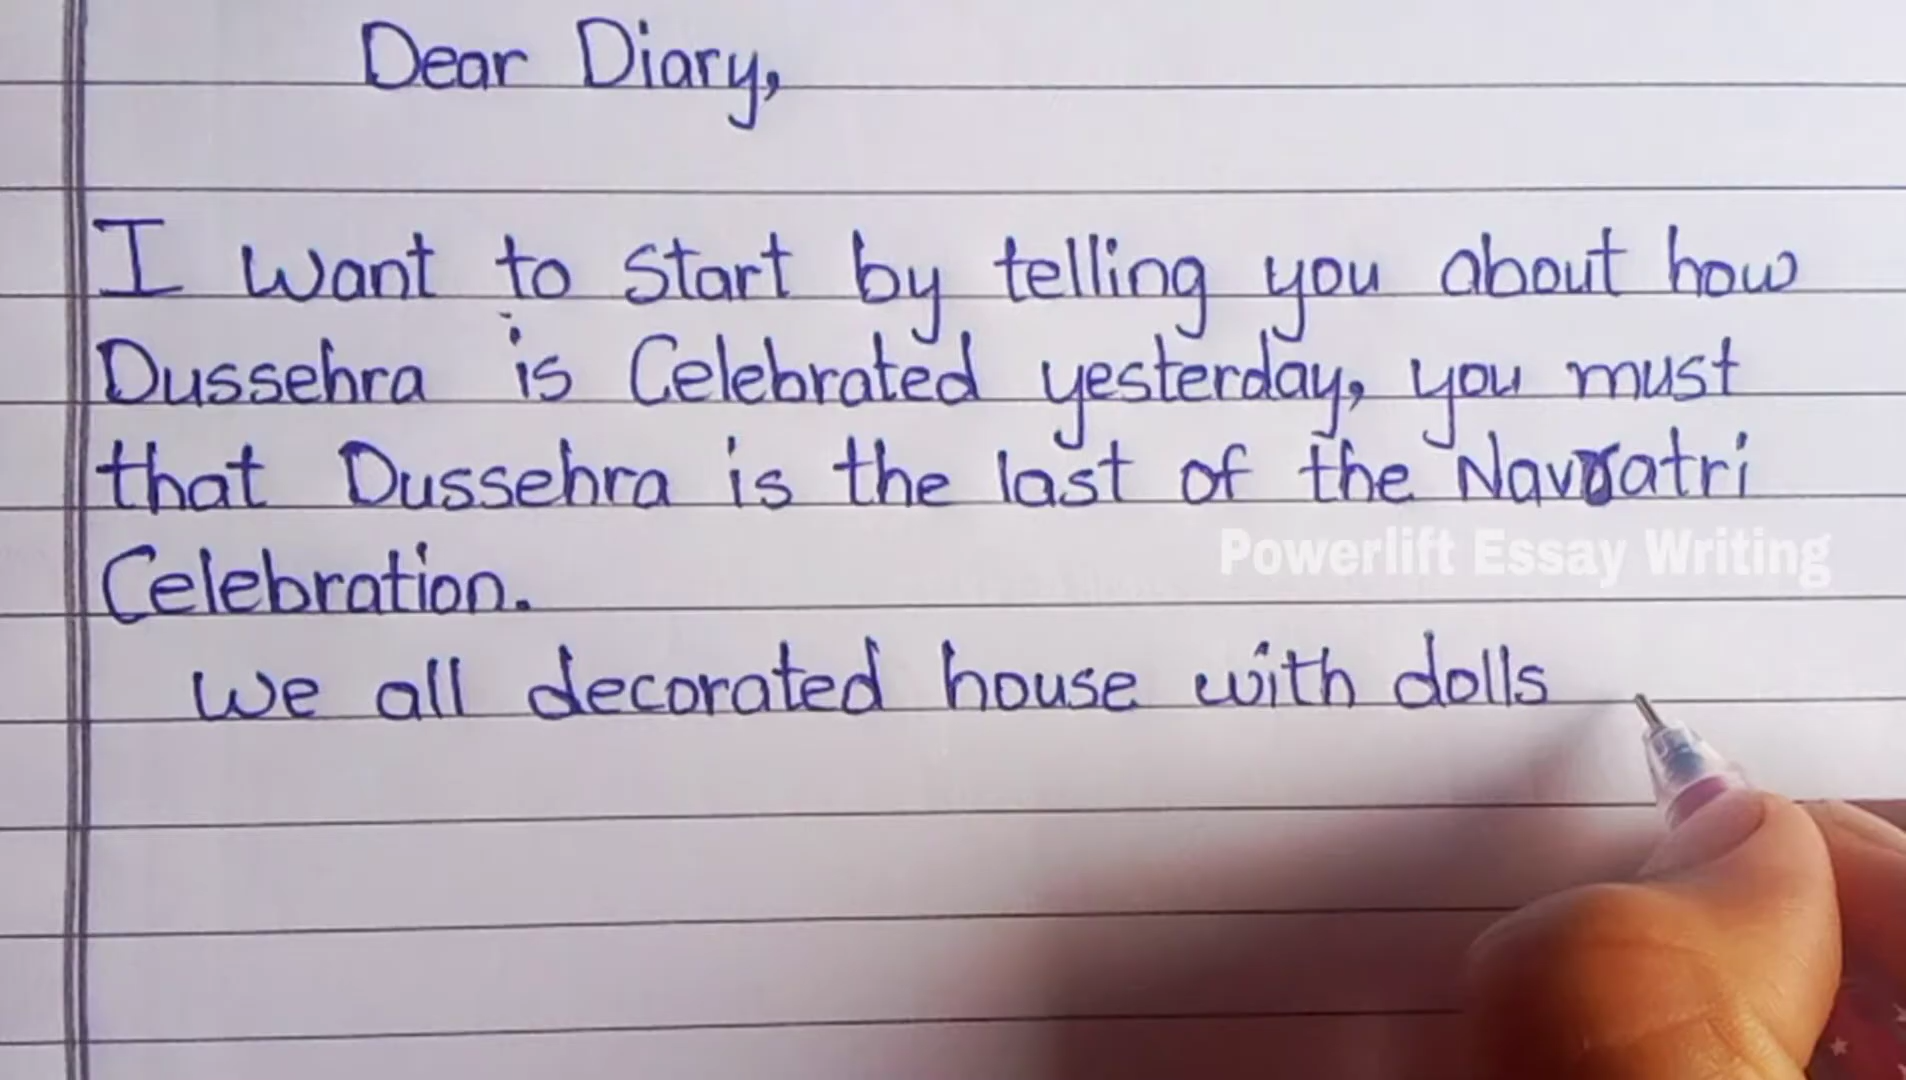 Dear Diary,
I want to start by telling you about how
Dussehra is Celebrated yesterday, you must
that Dussehra is the last of the Navratri
Powerlift Essay Writing
Celebration.
We all decorated house with dolls